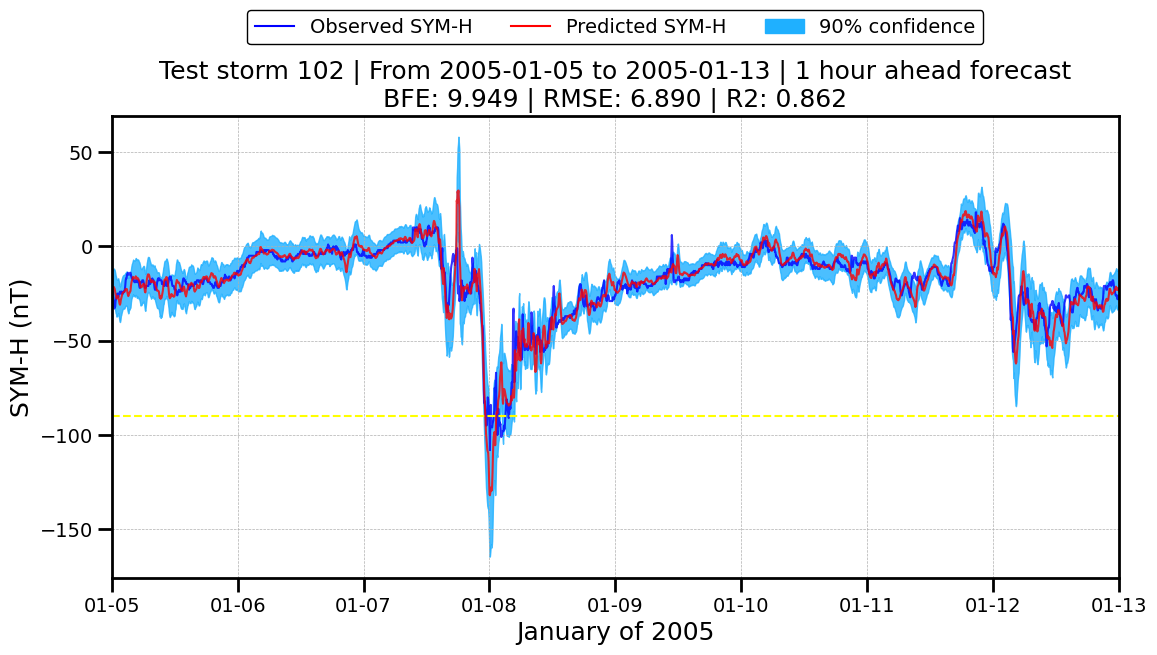 Observed SYM-H Predicted SYM-H 90% confidence
Test storm 102 | From 2005-01-05 to 2005-01-13 | 1 hour ahead forecast
BFE: 9.949 | RMSE: 6.890 | R2: 0.862
SYM-H (nT)
50
0
−50
−100
−150
01-05 01-06 01-07 01-08 01-09 01-10 01-11 01-12 01-13
January of 2005